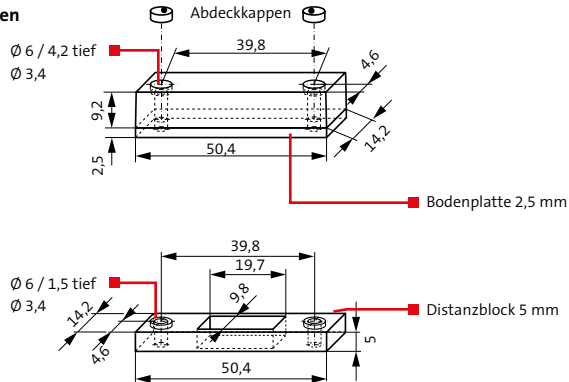 en
Abdeckkappen
Ø 6 / 4,2 tief
Ø 3,4
39,8
4,6
9,2
14,2
2,5
50,4
Bodenplatte 2,5 mm
39,8
19,7
9,8
Ø 6 / 1,5 tief
Ø 3,4
14,2
4,6
Distanzblock 5 mm
5
50,4